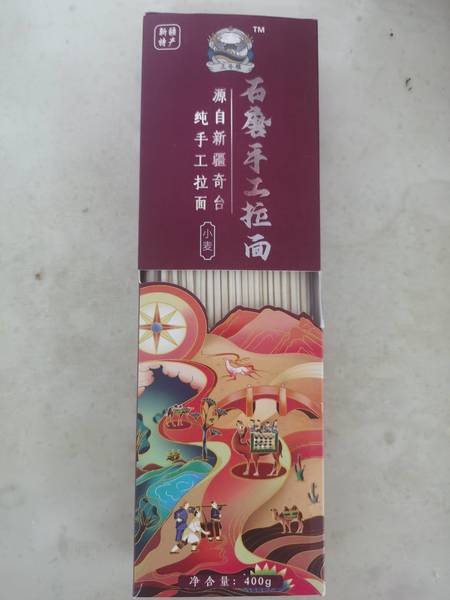 新疆
特产
TM
石磨手工拉面
源自新疆奇台
纯手工拉面
小麦
净含量: 400g